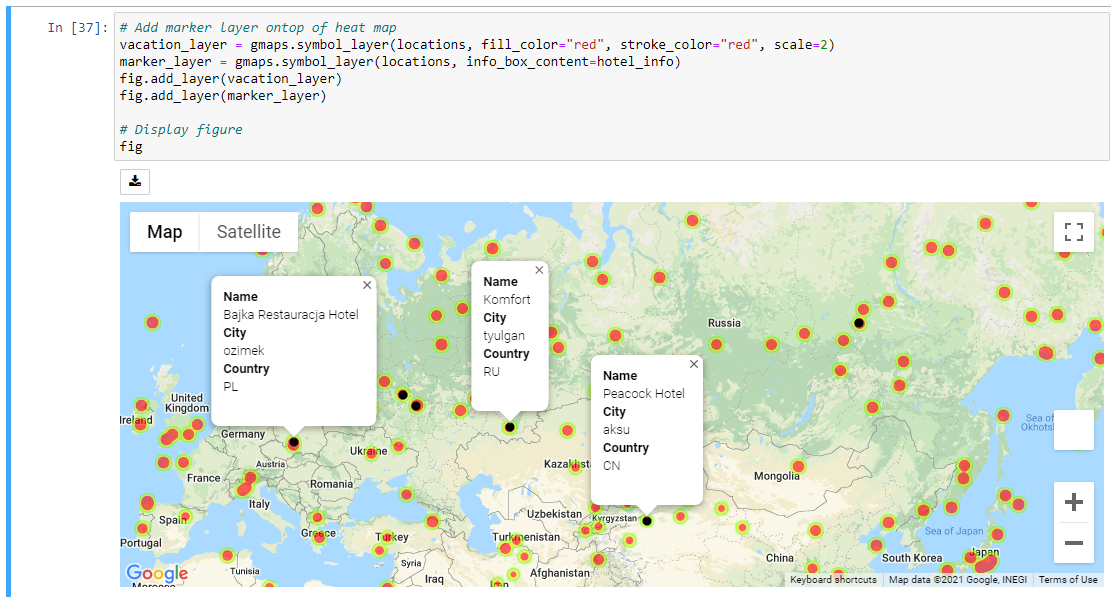 In [37]:
# Add marker layer ontop of heat map
vacation_layer = gmaps.symbol_layer(locations, fill_color="red", stroke_color="red", scale=2)
marker_layer = gmaps.symbol_layer(locations, info_box_content=hotel_info)
fig.add_layer(vacation_layer)
fig.add_layer(marker_layer)
# Display figure
fig
Map
Satellite
Name
Bajka Restauracja Hotel
City
ozimek
Country
PL
Name
Komfort
City
tyulgan
Country
RU
Name
Peacock Hotel
City
aksu
Country
CN
Russia
United
Kingdom
Ireland
Germany
Ukraine
Austria
France
Romania
Kazakhsta
Mongolia
Italy
Spain
Uzbekistan
Kyrgyzstan
Portugal
Greece
Turkey
Turkmenistan
Syria
Iraq
Iran
Afghanistan
China
South Korea
Japan
Sea of Japan
Sea of
Okhots
Tunisia
Morocco
Google
Keyboard shortcuts
Map data ©2021 Google, INEGI
Terms of Use